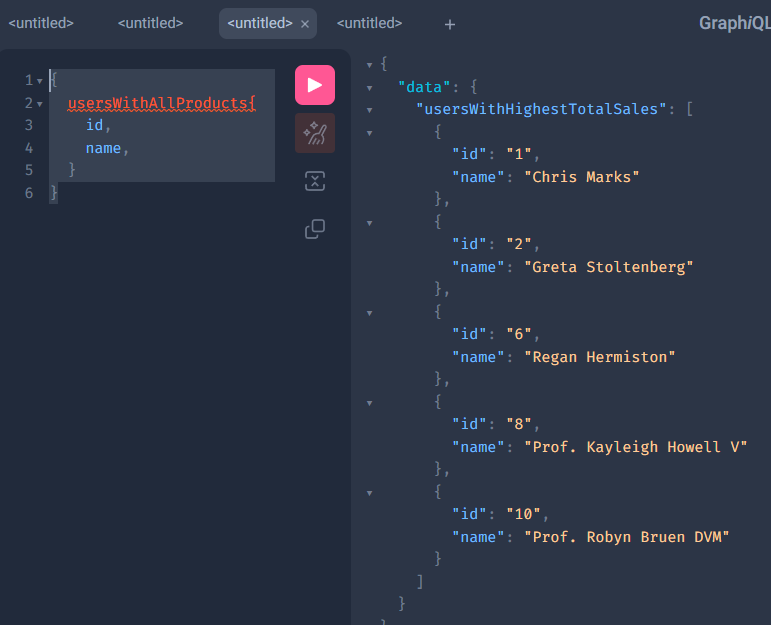 <untitled> <untitled> <untitled> × <untitled> + GraphiQL
1 {
2 usersWithAllProducts{
3 id,
4 name,
5 }
6 }
{
"data": {
"usersWithHighestTotalSales": [
{
"id": "1",
"name": "Chris Marks"
},
{
"id": "2",
"name": "Greta Stoltenberg"
},
{
"id": "6",
"name": "Regan Hermiston"
},
{
"id": "8",
"name": "Prof. Kayleigh Howell V"
},
{
"id": "10",
"name": "Prof. Robyn Bruen DVM"
}
]
}
}